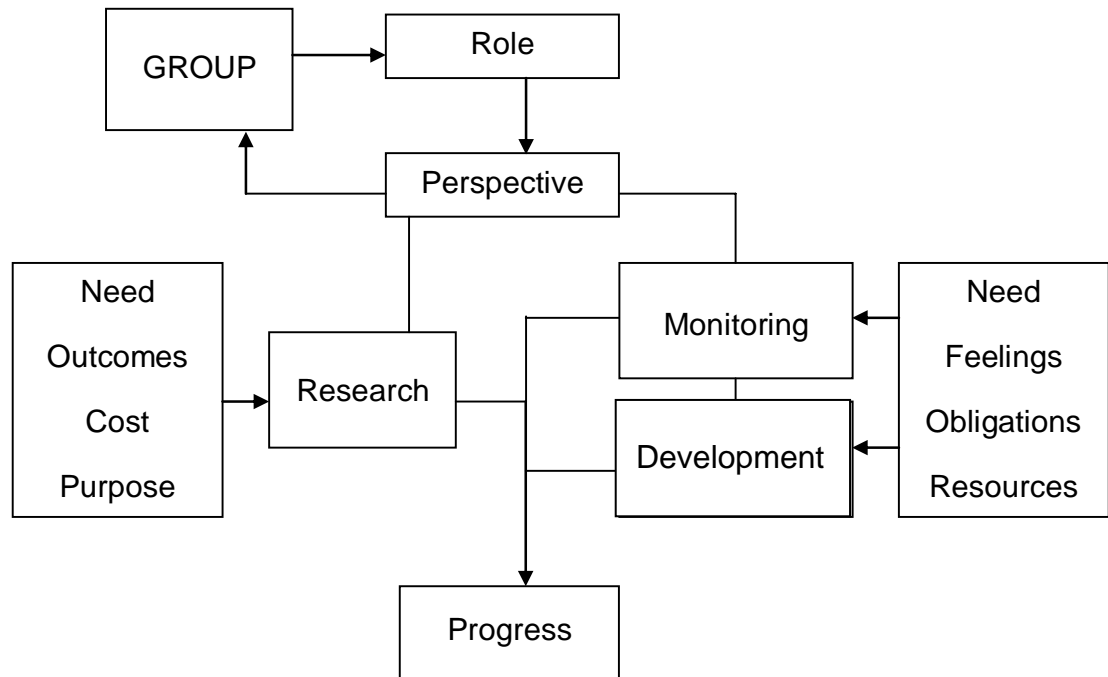 GROUP
Role
Perspective
Need
Outcomes
Cost
Purpose
Research
Monitoring
Development
Need
Feelings
Obligations
Resources
Progress